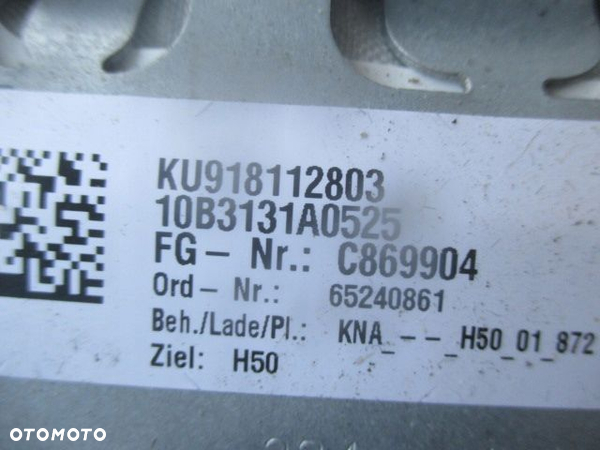 KU918112803
10B3131A0525
FG – Nr.: C869904
Ord – Nr.: 65240861
Beh./Lade/Pl.: KNA_––_H50_01_872
Ziel: H50
OTOMOTO